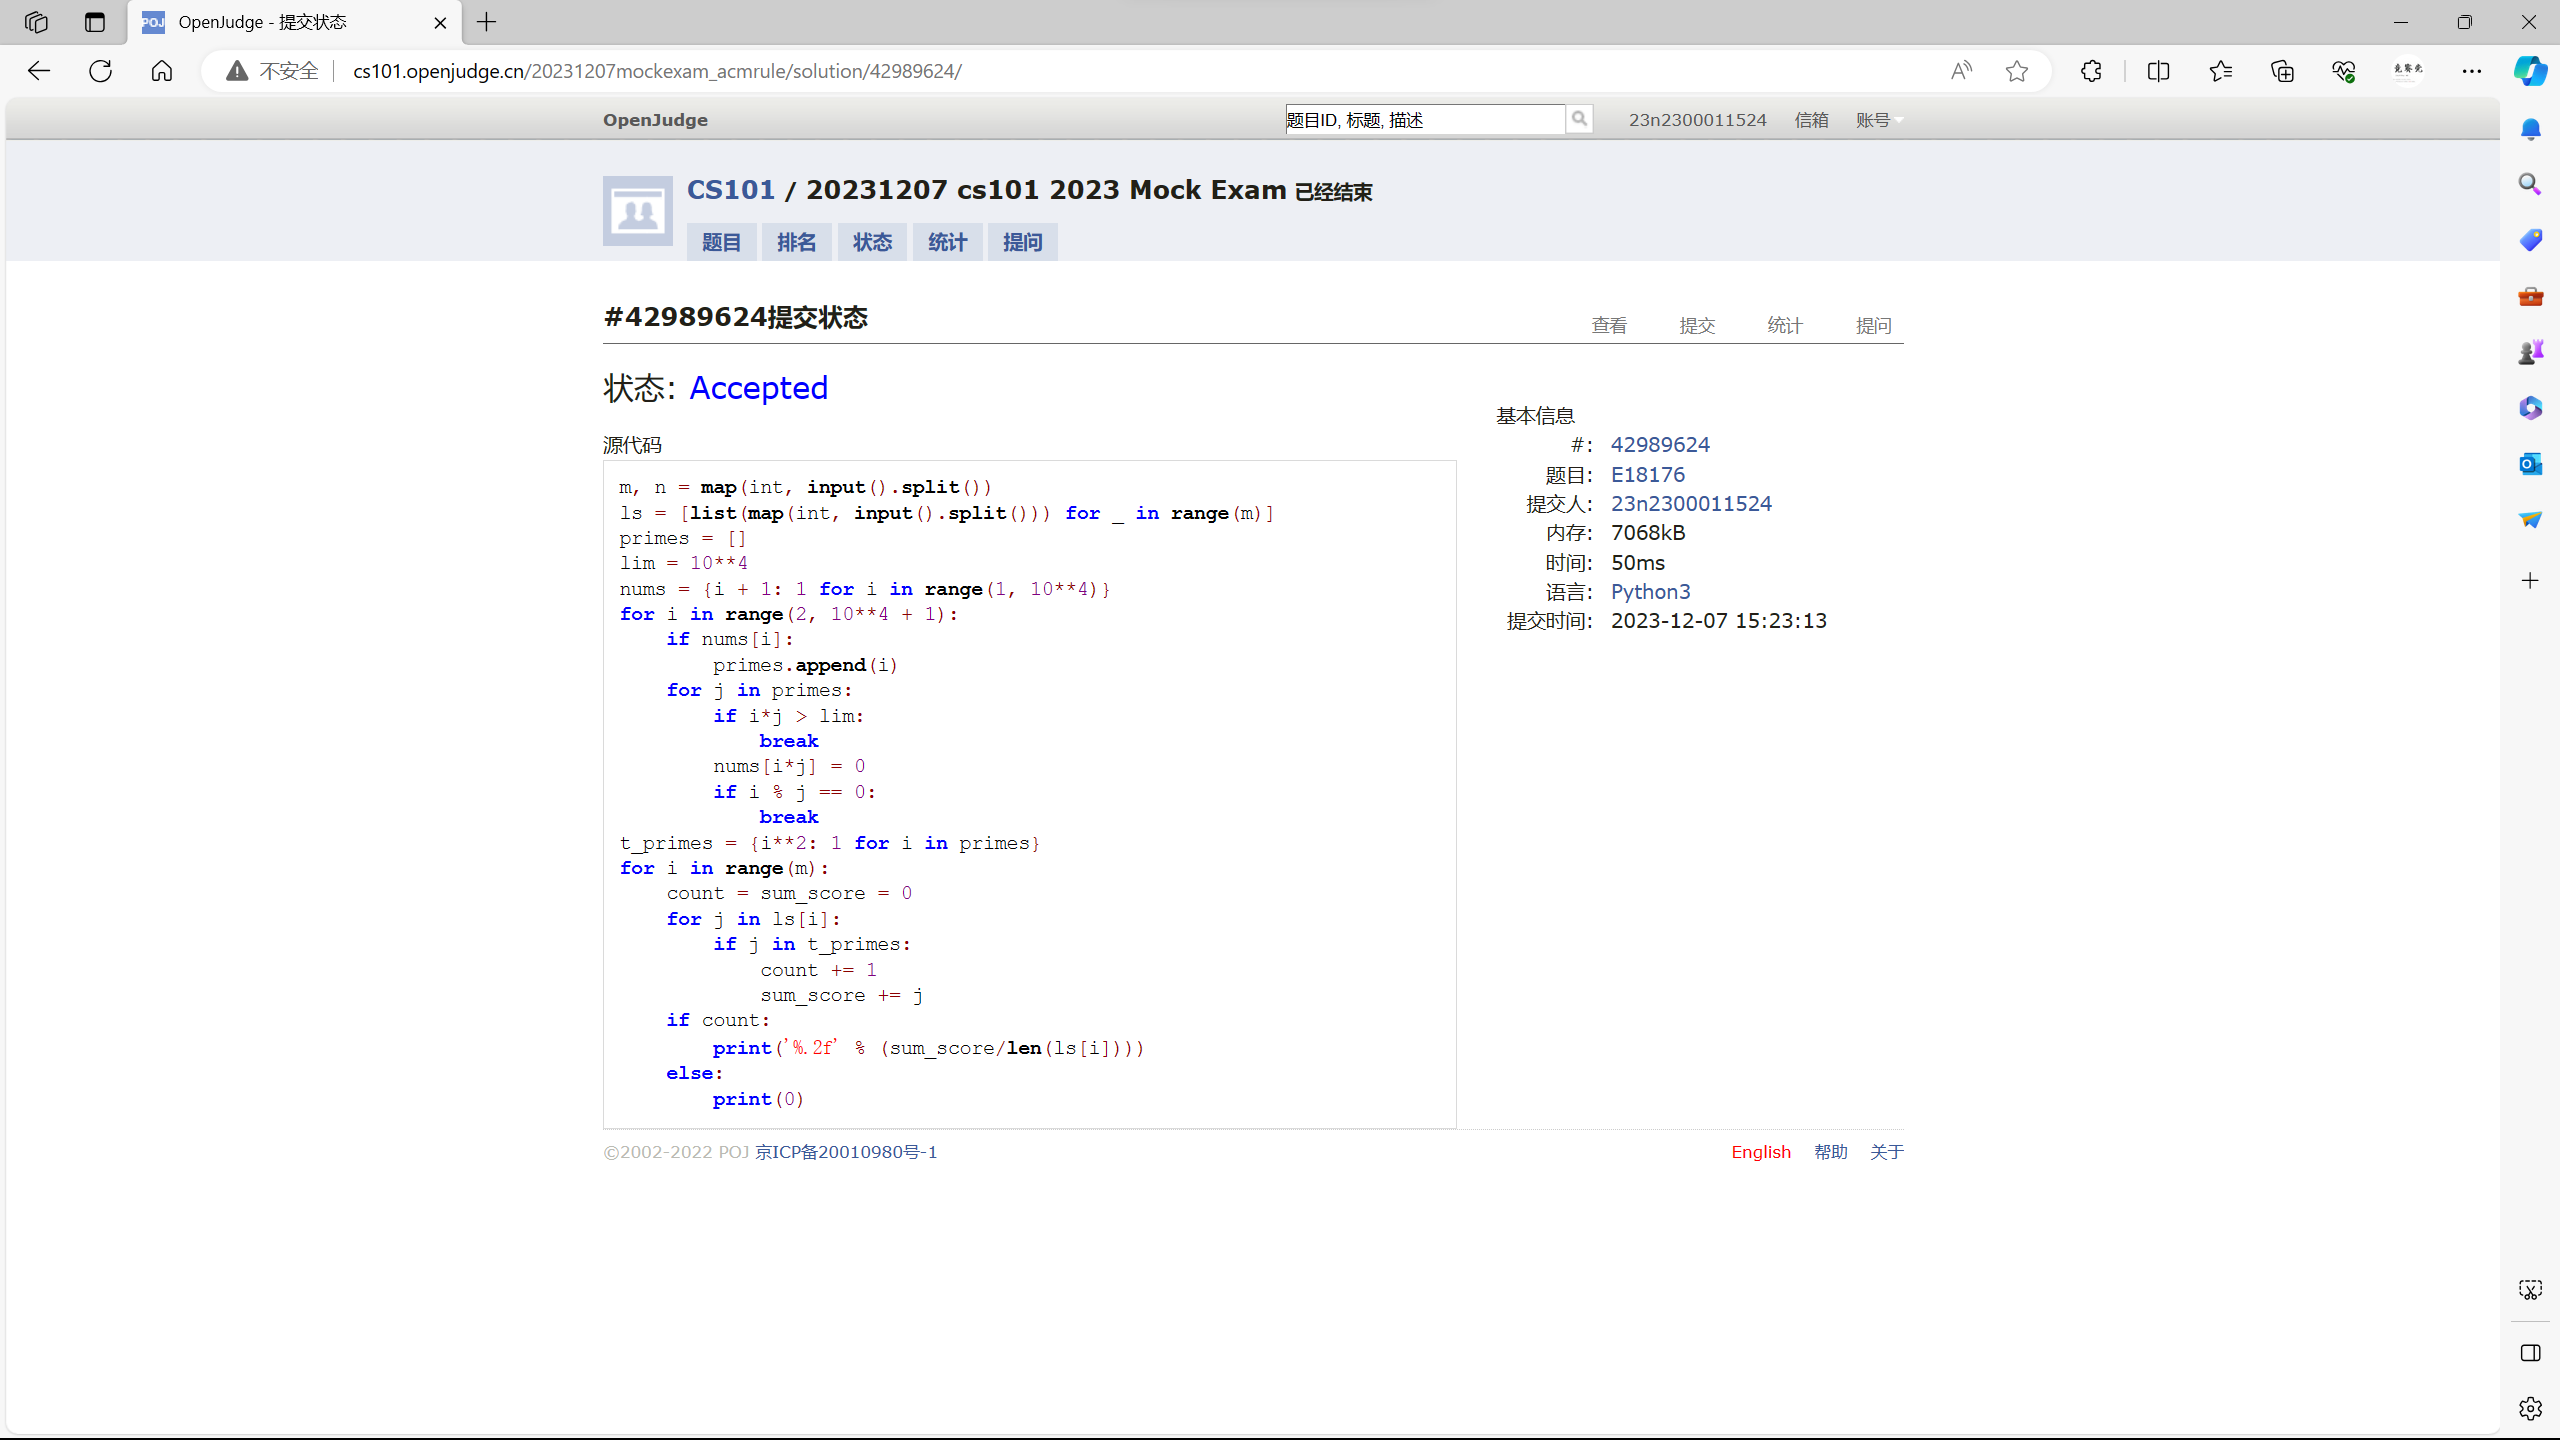 OpenJudge - 提交状态
不安全 cs101.openjudge.cn/20231207mockexam_acmrule/solution/42989624/
OpenJudge 题目ID, 标题, 描述 23n2300011524 信箱 账号
CS101 / 20231207 cs101 2023 Mock Exam 已经结束
题目 排名 状态 统计 提问
#42989624提交状态 查看 提交 统计 提问
状态: Accepted
源代码
m, n = map(int, input().split())
ls = [list(map(int, input().split())) for _ in range(m)]
primes = []
lim = 10**4
nums = {i + 1: 1 for i in range(1, 10**4)}
for i in range(2, 10**4 + 1):
    if nums[i]:
        primes.append(i)
    for j in primes:
        if i*j > lim:
            break
        nums[i*j] = 0
        if i % j == 0:
            break
t_primes = {i**2: 1 for i in primes}
for i in range(m):
    count = sum_score = 0
    for j in ls[i]:
        if j in t_primes:
            count += 1
            sum_score += j
    if count:
        print('%.2f' % (sum_score/len(ls[i])))
    else:
        print(0)
基本信息
#: 42989624
题目: E18176
提交人: 23n2300011524
内存: 7068kB
时间: 50ms
语言: Python3
提交时间: 2023-12-07 15:23:13
©2002-2022 POJ 京ICP备20010980号-1 English 帮助 关于